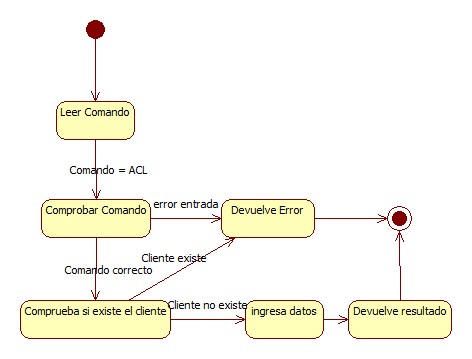 Leer Comando
Comando = ACL
Comprobar Comando
error entrada
Devuelve Error
Comando correcto
Cliente existe
Comprueba si existe el cliente
Cliente no existe
ingresa datos
Devuelve resultado